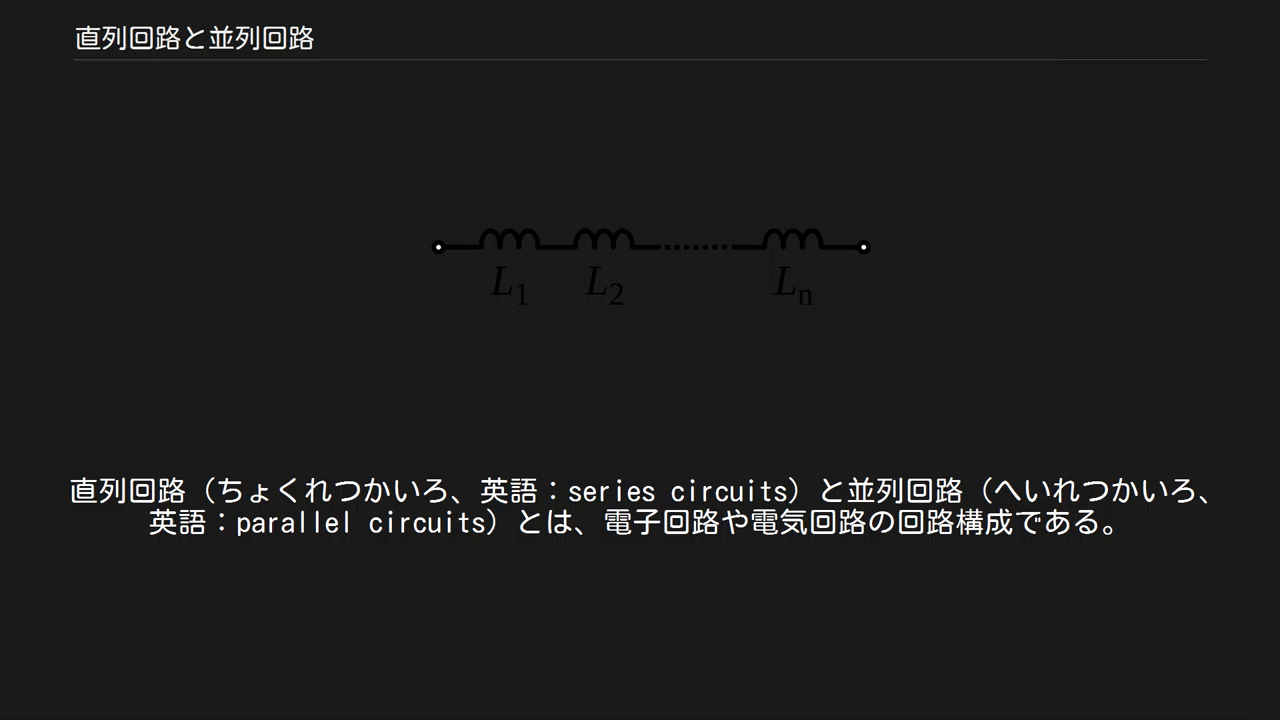 直列回路と並列回路
L1 L2 Ln
直列回路（ちょくれつかいろ、英語：series circuits）と並列回路（へいれつかいろ、
英語：parallel circuits）とは、電子回路や電気回路の回路構成である。